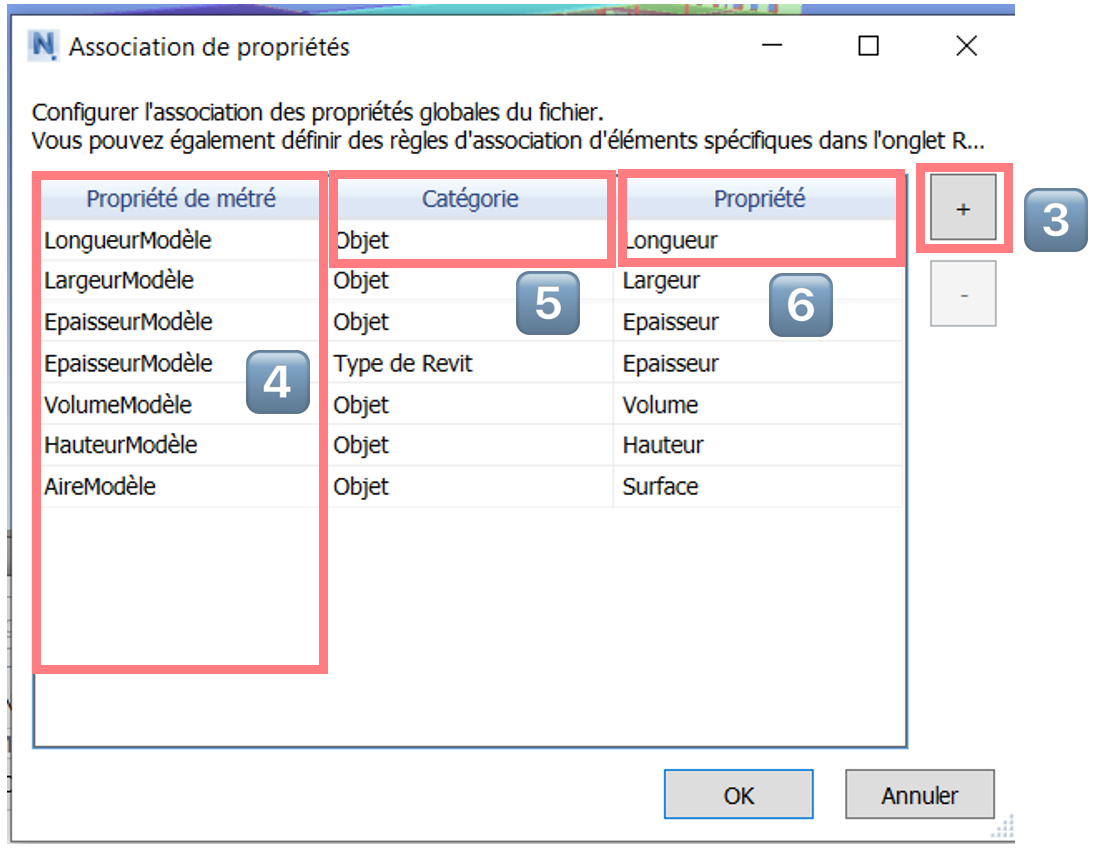 Association de propriétés
Configurer l'association des propriétés globales du fichier.
Vous pouvez également définir des règles d'association d'éléments spécifiques dans l'onglet R...
Propriété de métré Catégorie Propriété
+
3
LongueurModèle Objet Longueur
LargeurModèle Objet Largeur
-
5
6
EpaisseurModèle Objet Epaisseur
EpaisseurModèle Type de Revit Epaisseur
4
VolumeModèle Objet Volume
HauteurModèle Objet Hauteur
AireModèle Objet Surface
OK Annuler